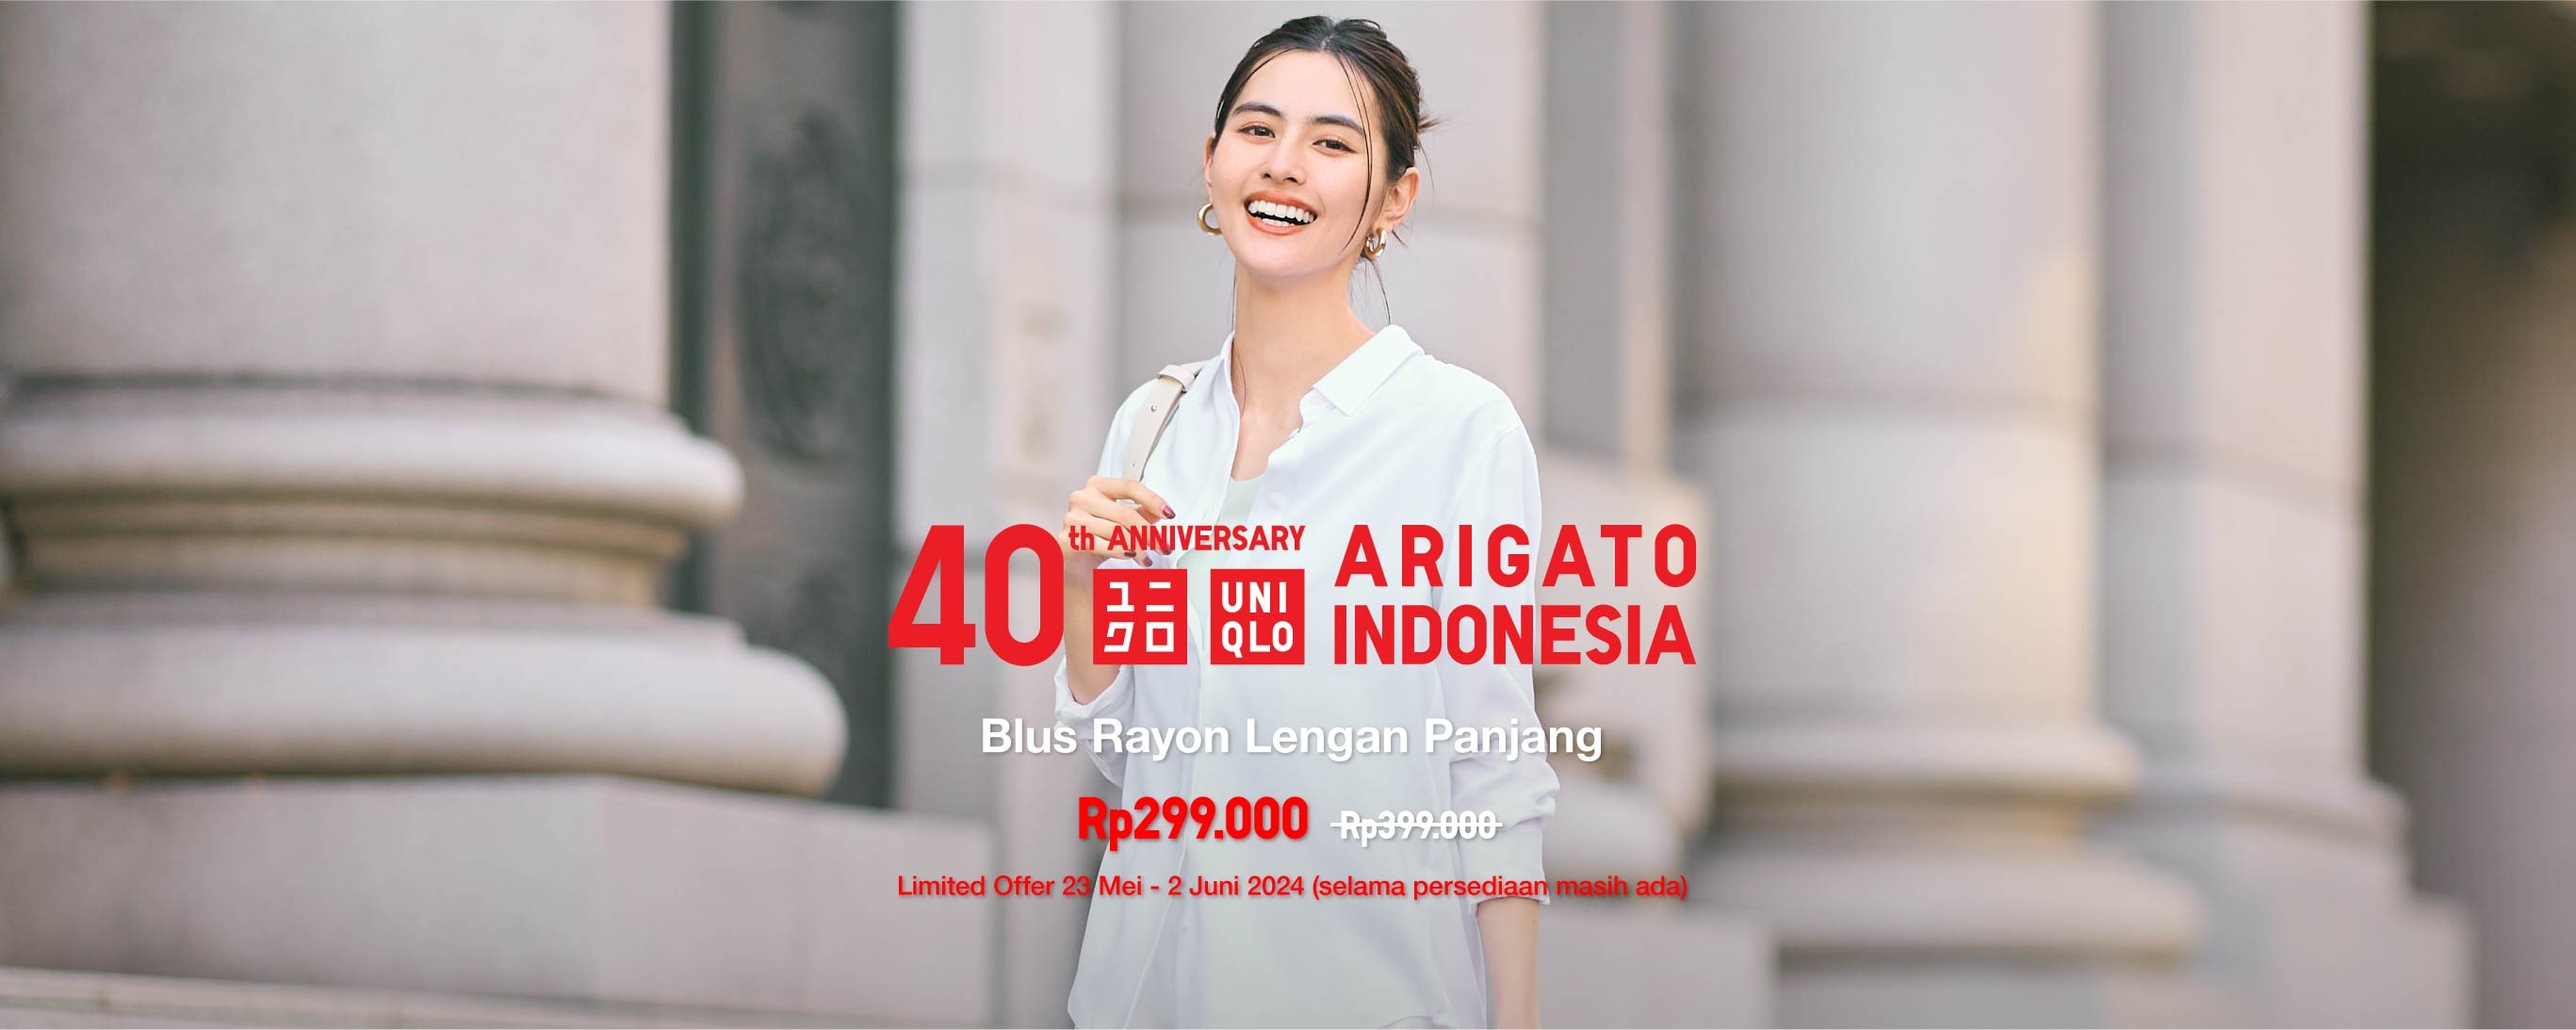 40th ANNIVERSARY
ユニ
クロ
UNI
QLO
ARIGATO
INDONESIA
Blus Rayon Lengan Panjang
Rp299.000 Rp399.000
Limited Offer 23 Mei - 2 Juni 2024 (selama persediaan masih ada)